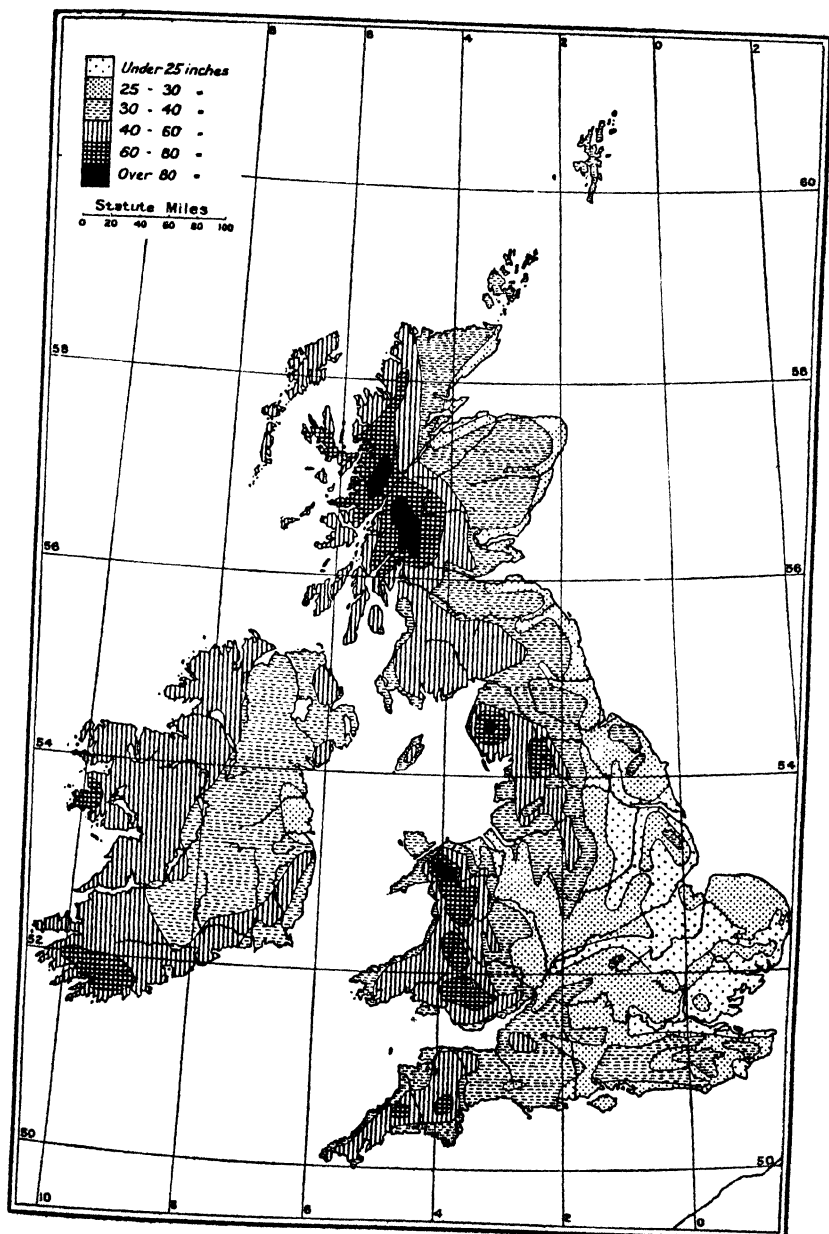 8 6 4 2 0 2
Under 25 inches
25 - 30 "
30 - 40 "
40 - 60 "
60 - 80 "
Over 80 "
Statute Miles
0 20 40 60 80 100
60
58 58
56 56
54 54
52
50 50
10 8 6 4 2 0